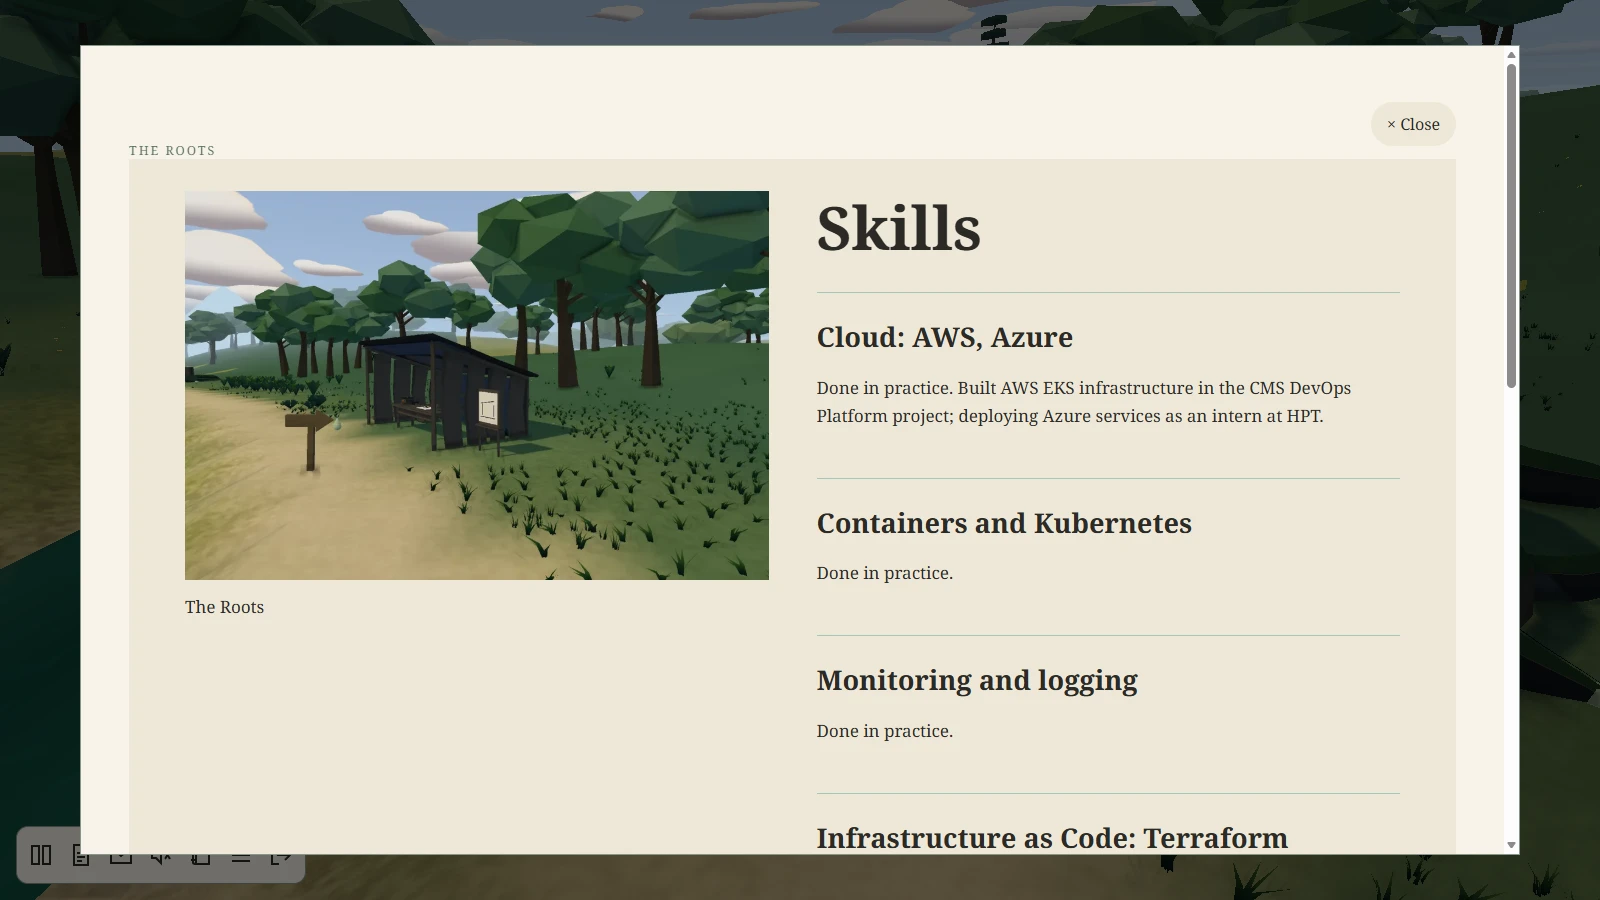 × Close
THE ROOTS
The Roots
Skills
Cloud: AWS, Azure
Done in practice. Built AWS EKS infrastructure in the CMS DevOps
Platform project; deploying Azure services as an intern at HPT.
Containers and Kubernetes
Done in practice.
Monitoring and logging
Done in practice.
Infrastructure as Code: Terraform